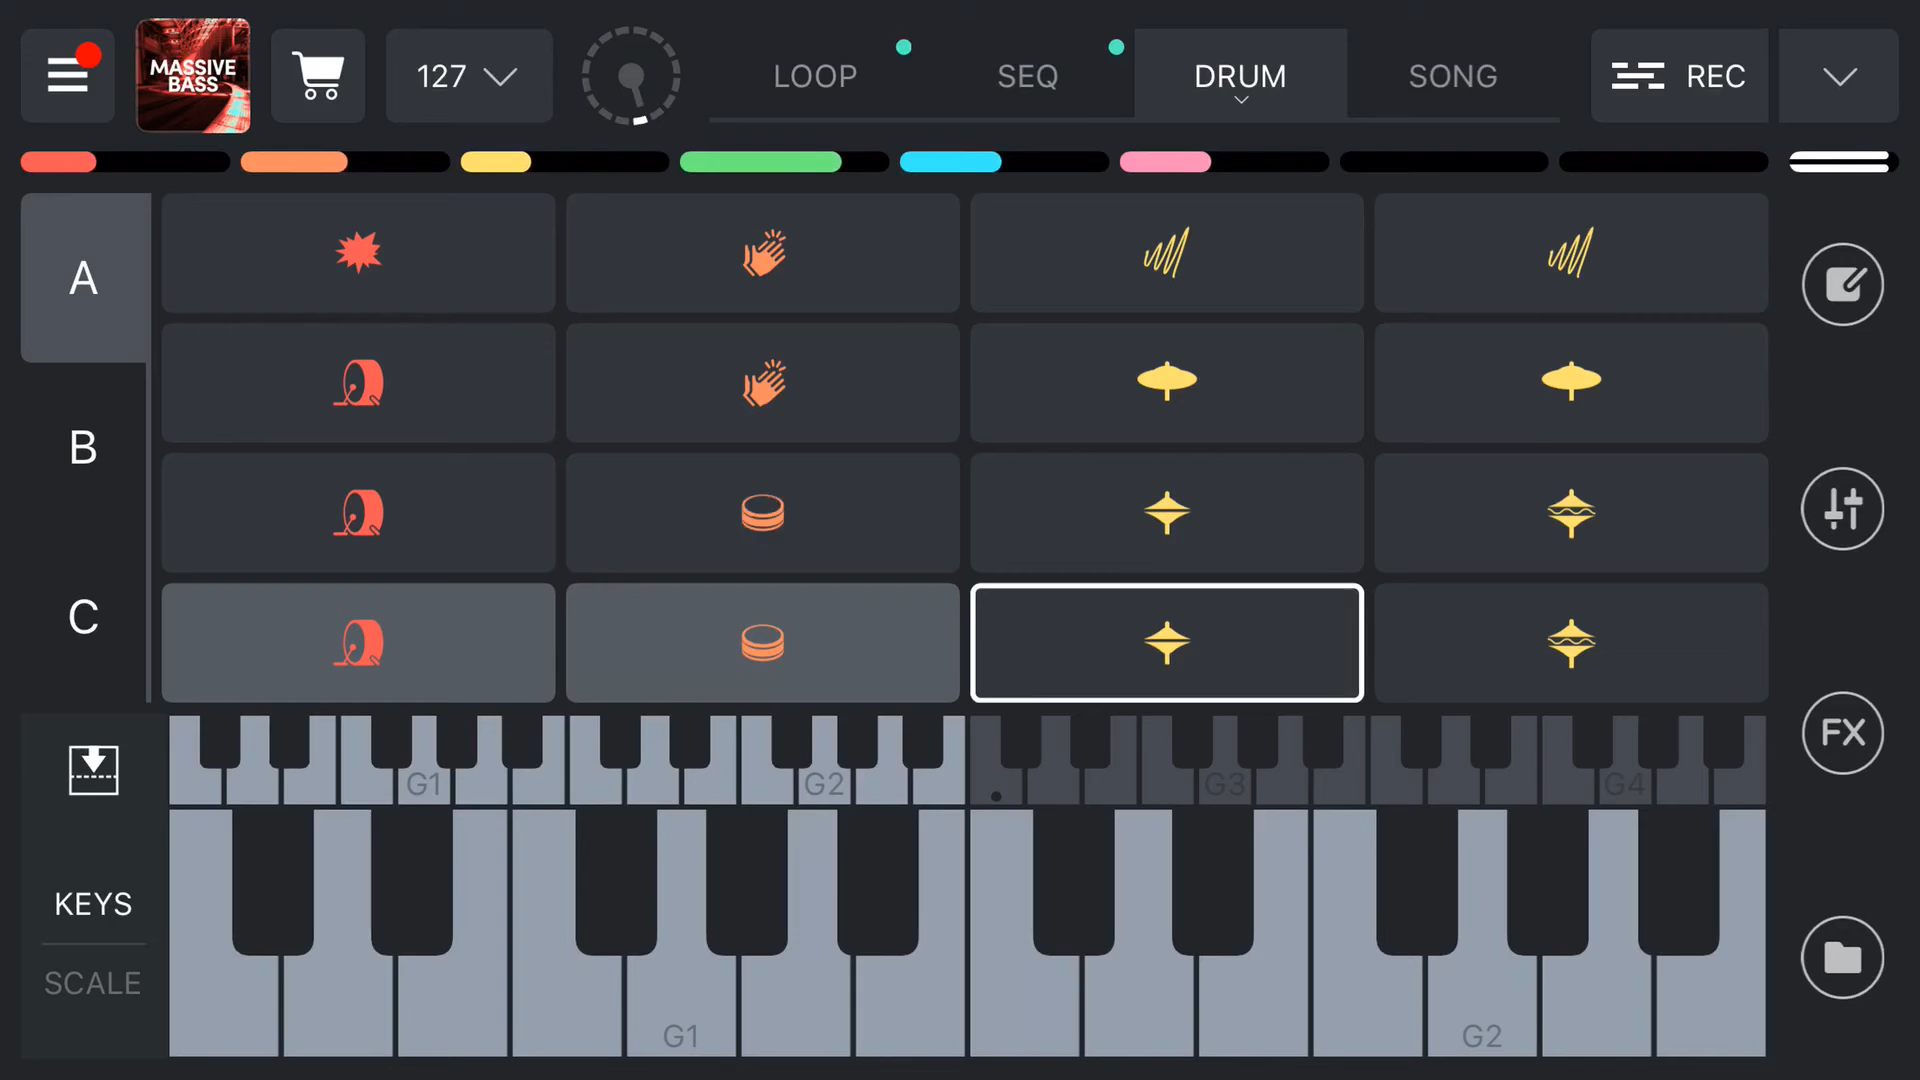 MASSIVE
BASS
127
LOOP
SEQ
DRUM
SONG
REC
A
B
C
FX
G1
G2
G3
G4
KEYS
SCALE
G1
G2